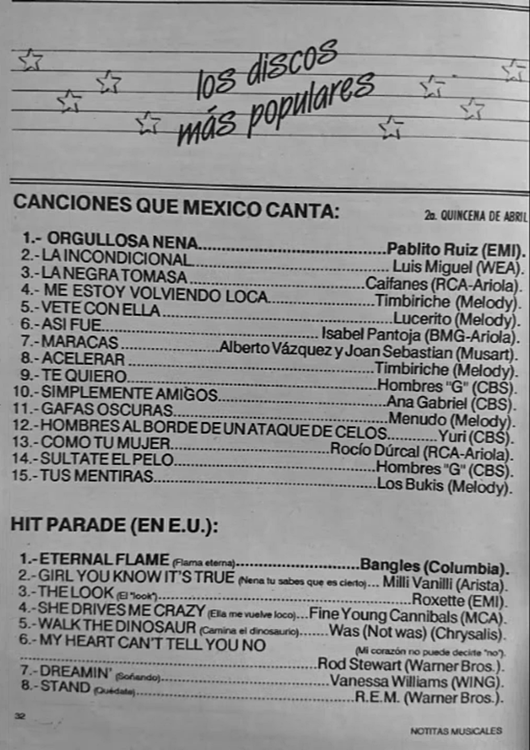 los discos
más populares
CANCIONES QUE MEXICO CANTA:
2a. QUINCENA DE ABRIL
1.- ORGULLOSA NENA..........Pablito Ruiz (EMI).
2.- LA INCONDICIONAL..........Luis Miguel (WEA).
3.- LA NEGRA TOMASA..........Caifanes (RCA-Ariola).
4.- ME ESTOY VOLVIENDO LOCA..........Timbiriche (Melody).
5.- VETE CON ELLA..........Lucerito (Melody).
6.- ASI FUE..........Isabel Pantoja (BMG-Ariola).
7.- MARACAS..........Alberto Vázquez y Joan Sebastian (Musart).
8.- ACELERAR..........Timbiriche (Melody).
9.- TE QUIERO..........Hombres "G" (CBS).
10.- SIMPLEMENTE AMIGOS..........Ana Gabriel (CBS).
11.- GAFAS OSCURAS..........Menudo (Melody).
12.- HOMBRES AL BORDE DE UN ATAQUE DE CELOS..........Yuri (CBS).
13.- COMO TU MUJER..........Rocío Dúrcal (RCA-Ariola).
14.- SULTATE EL PELO..........Hombres "G" (CBS).
15.- TUS MENTIRAS..........Los Bukis (Melody).
HIT PARADE (EN E.U.):
1.- ETERNAL FLAME (Flama eterna)..........Bangles (Columbia).
2.- GIRL YOU KNOW IT'S TRUE (Nena tu sabes que es cierto)... Milli Vanilli (Arista).
3.- THE LOOK (El "look")..........Roxette (EMI).
4.- SHE DRIVES ME CRAZY (Ella me vuelve loco)... Fine Young Cannibals (MCA).
5.- WALK THE DINOSAUR (Camina el dinosaurio)....... Was (Not was) (Chrysalis).
6.- MY HEART CAN'T TELL YOU NO (Mi corazón no puede decirte "no").
..........Rod Stewart (Warner Bros.).
7.- DREAMIN' (Soñando)..........Vanessa Williams (WING).
8.- STAND (Quédate)..........R.E.M. (Warner Bros.).
32
NOTITAS MUSICALES